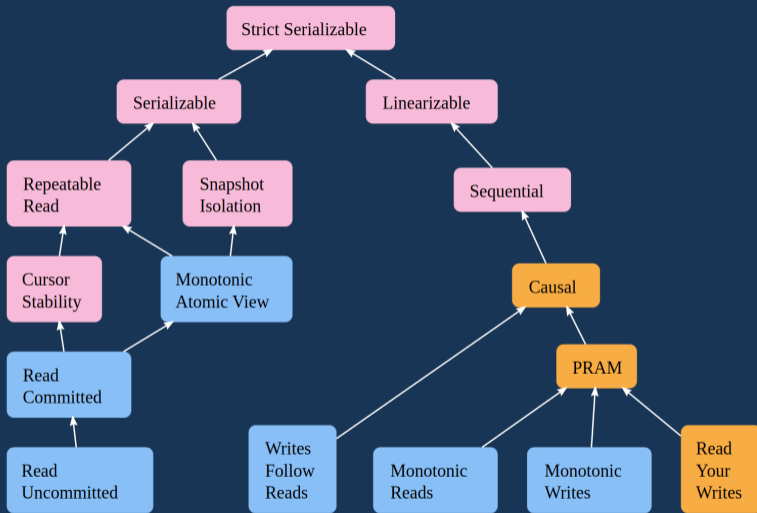 Strict Serializable
Serializable
Linearizable
Repeatable
Read
Snapshot
Isolation
Sequential
Cursor
Stability
Monotonic
Atomic View
Causal
Read
Committed
PRAM
Writes
Follow
Reads
Monotonic
Reads
Monotonic
Writes
Read
Your
Writes
Read
Uncommitted